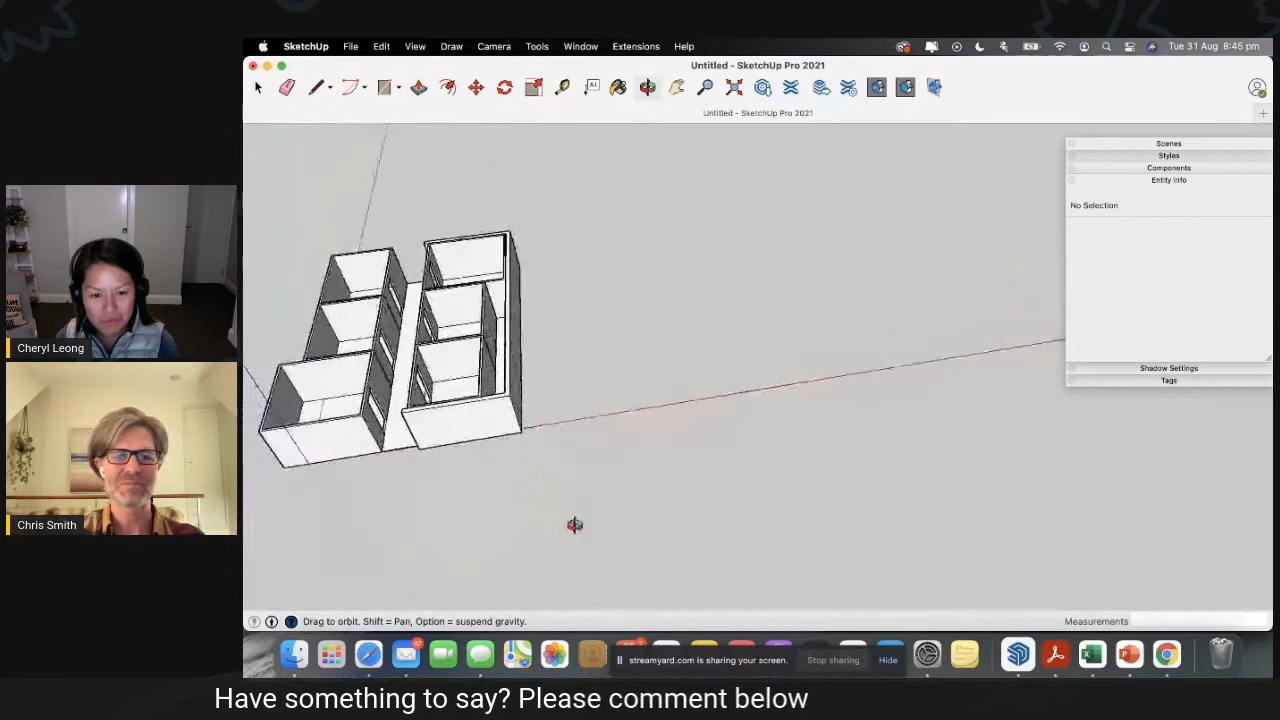 SketchUp File Edit View Draw Camera Tools Window Extensions Help Tue 31 Aug 8:45 pm
Untitled - SketchUp Pro 2021
Untitled - SketchUp Pro 2021
Scenes
Styles
Components
Entity Info
No Selection
Shadow Settings
Tags
Cheryl Leong
Chris Smith
Drag to orbit. Shift = Pan, Option = suspend gravity. Measurements
streamyard.com is sharing your screen. Stop sharing Hide
Have something to say? Please comment below